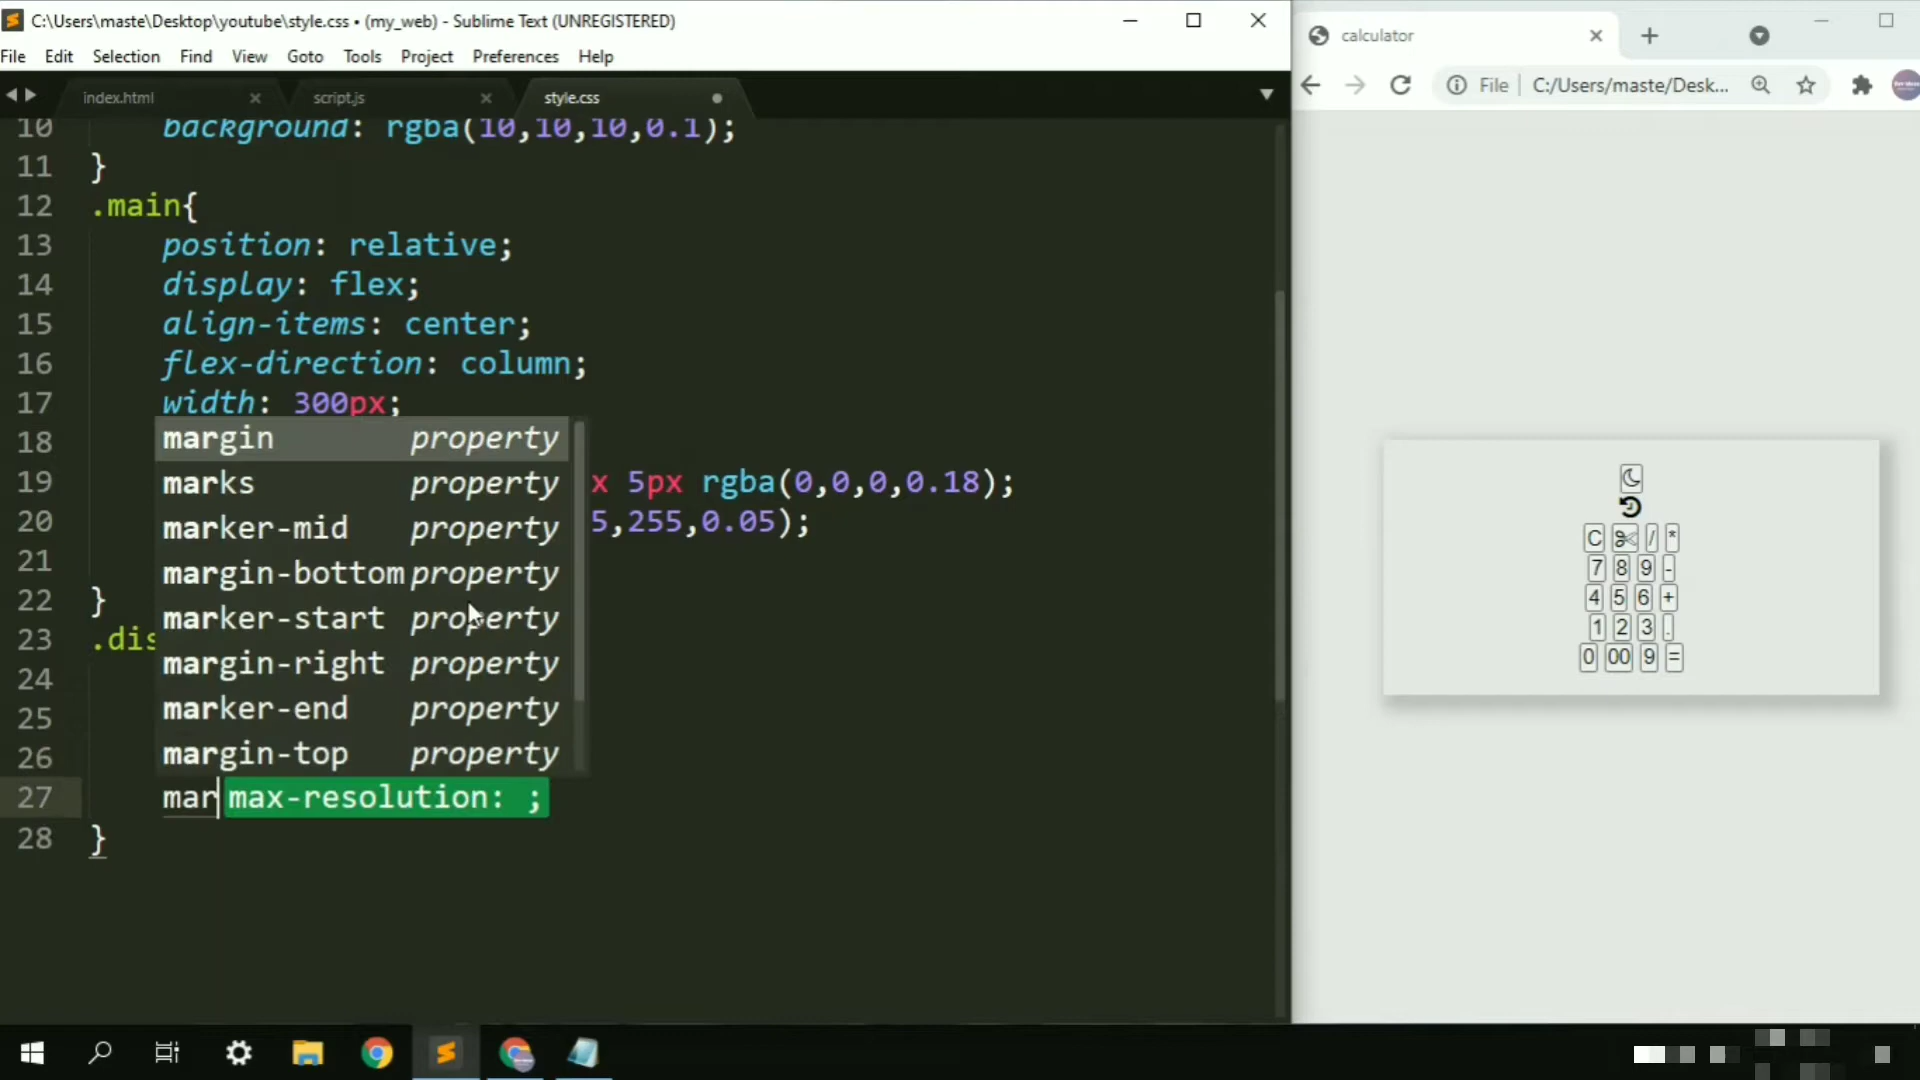 C:\Users\maste\Desktop\youtube\style.css • (my_web) - Sublime Text (UNREGISTERED)
File Edit Selection Find View Goto Tools Project Preferences Help
index.html script.js style.css
10 background: rgba(10,10,10,0.1);
11 }
12 .main{
13 position: relative;
14 display: flex;
15 align-items: center;
16 flex-direction: column;
17 width: 300px;
18
19 x 5px rgba(0,0,0,0.18);
20 5,255,0.05);
21
22 }
23 .dis
24
25
26
27 mar max-resolution: ;
28 }
margin property
marks property
marker-mid property
margin-bottom property
marker-start property
margin-right property
marker-end property
margin-top property
calculator
File C:/Users/maste/Desk...
C / *
7 8 9 -
4 5 6 +
1 2 3 .
0 00 9 =